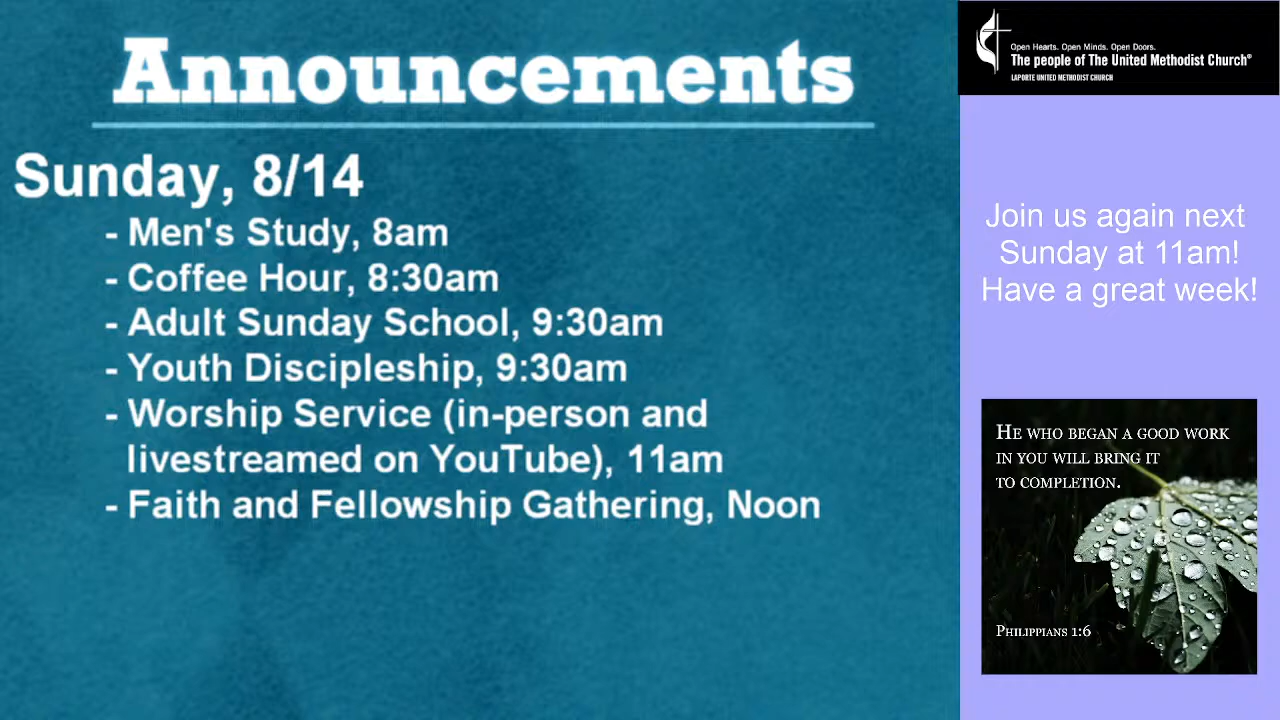 Announcements
Sunday, 8/14
- Men's Study, 8am
- Coffee Hour, 8:30am
- Adult Sunday School, 9:30am
- Youth Discipleship, 9:30am
- Worship Service (in-person and
livestreamed on YouTube), 11am
- Faith and Fellowship Gathering, Noon
Open Hearts. Open Minds. Open Doors.
The people of The United Methodist Church®
LAPORTE UNITED METHODIST CHURCH
Join us again next
Sunday at 11am!
Have a great week!
HE WHO BEGAN A GOOD WORK
IN YOU WILL BRING IT
TO COMPLETION.
PHILIPPIANS 1:6